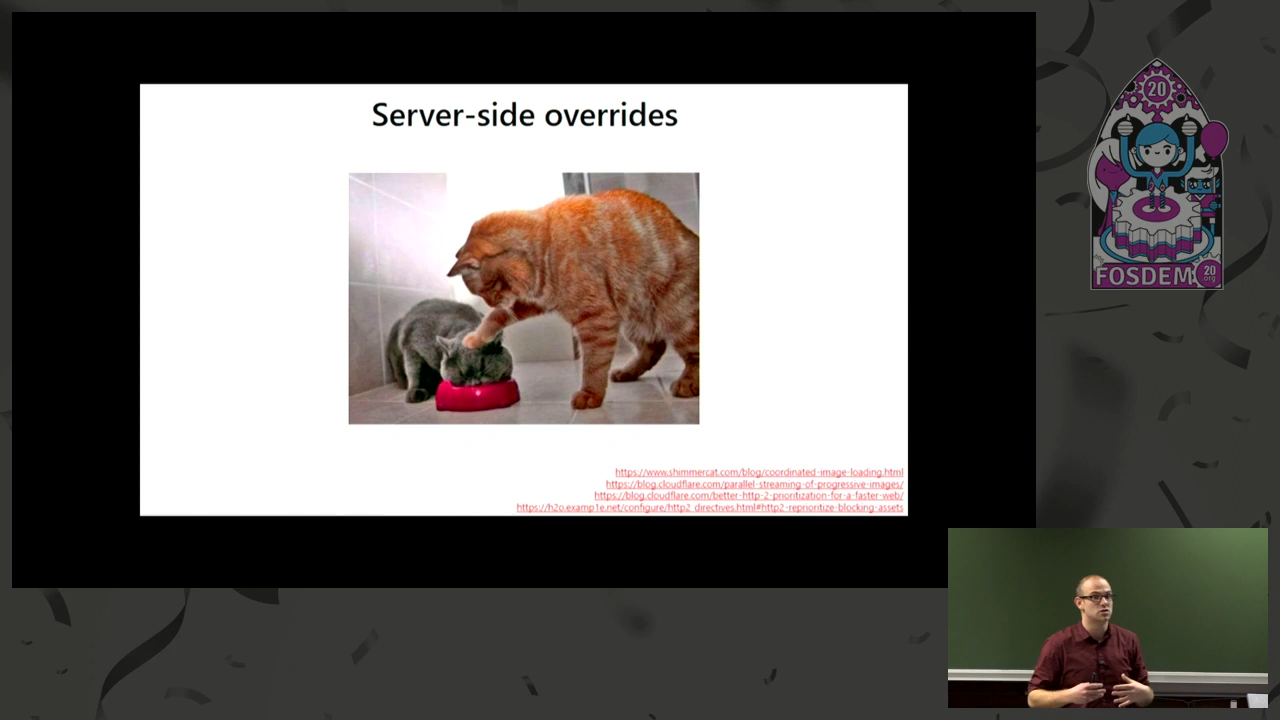 Server-side overrides
https://www.shimmercat.com/blog/coordinated-image-loading.html
https://blog.cloudflare.com/parallel-streaming-of-progressive-images/
https://blog.cloudflare.com/better-http-2-prioritization-for-a-faster-web/
https://h2o.examp1e.net/configure/http2_directives.html#http2-reprioritize-blocking-assets
20
FOSDEM
20
.org